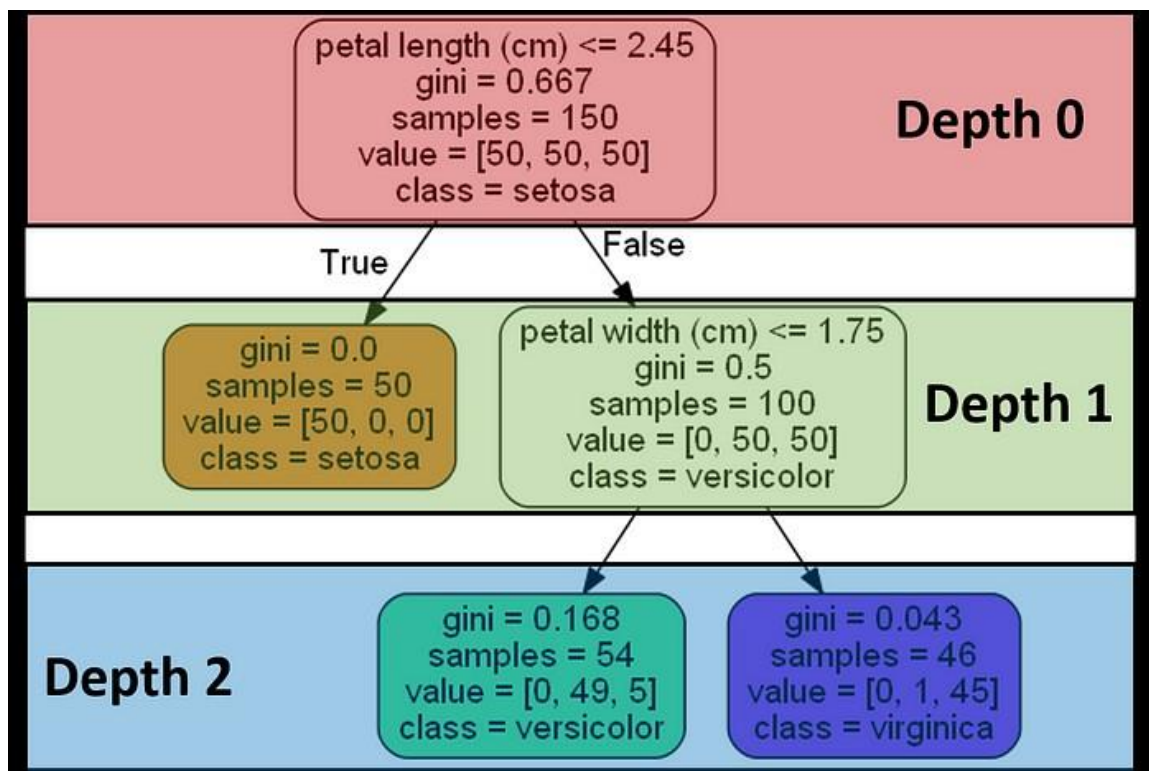 petal length (cm) <= 2.45
gini = 0.667
samples = 150
value = [50, 50, 50]
class = setosa
Depth 0
True
False
gini = 0.0
samples = 50
value = [50, 0, 0]
class = setosa
petal width (cm) <= 1.75
gini = 0.5
samples = 100
value = [0, 50, 50]
class = versicolor
Depth 1
Depth 2
gini = 0.168
samples = 54
value = [0, 49, 5]
class = versicolor
gini = 0.043
samples = 46
value = [0, 1, 45]
class = virginica